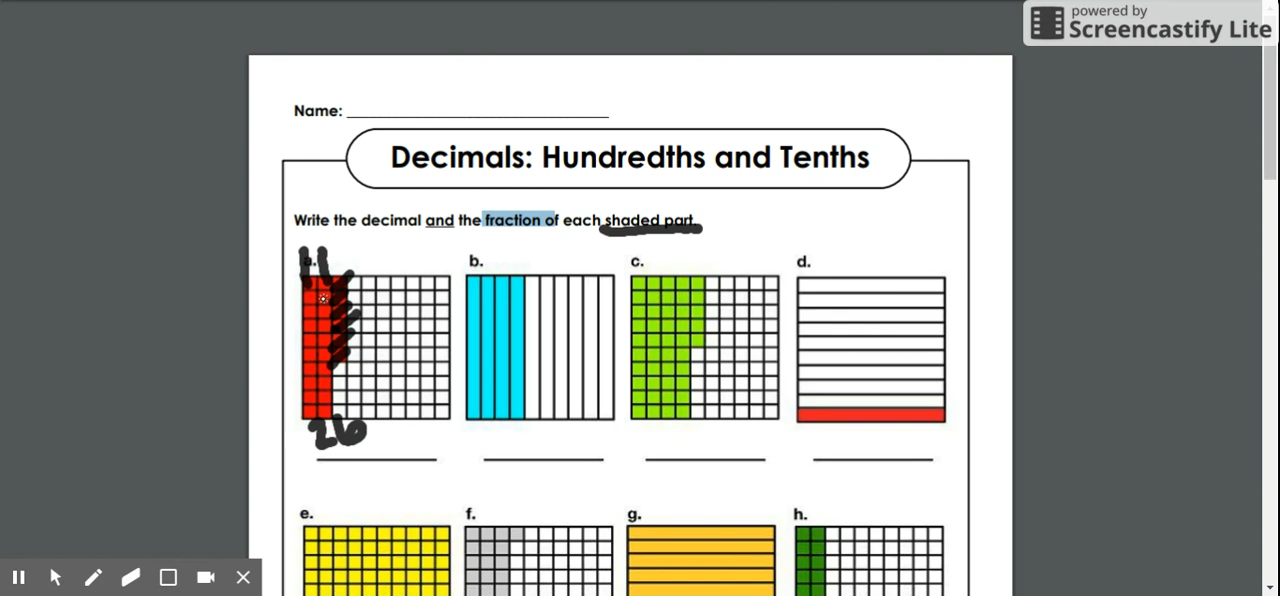 powered by
Screencastify Lite
Name:
Decimals: Hundredths and Tenths
Write the decimal and the fraction of each shaded part.
a. b. c. d.
26
e. f. g. h.